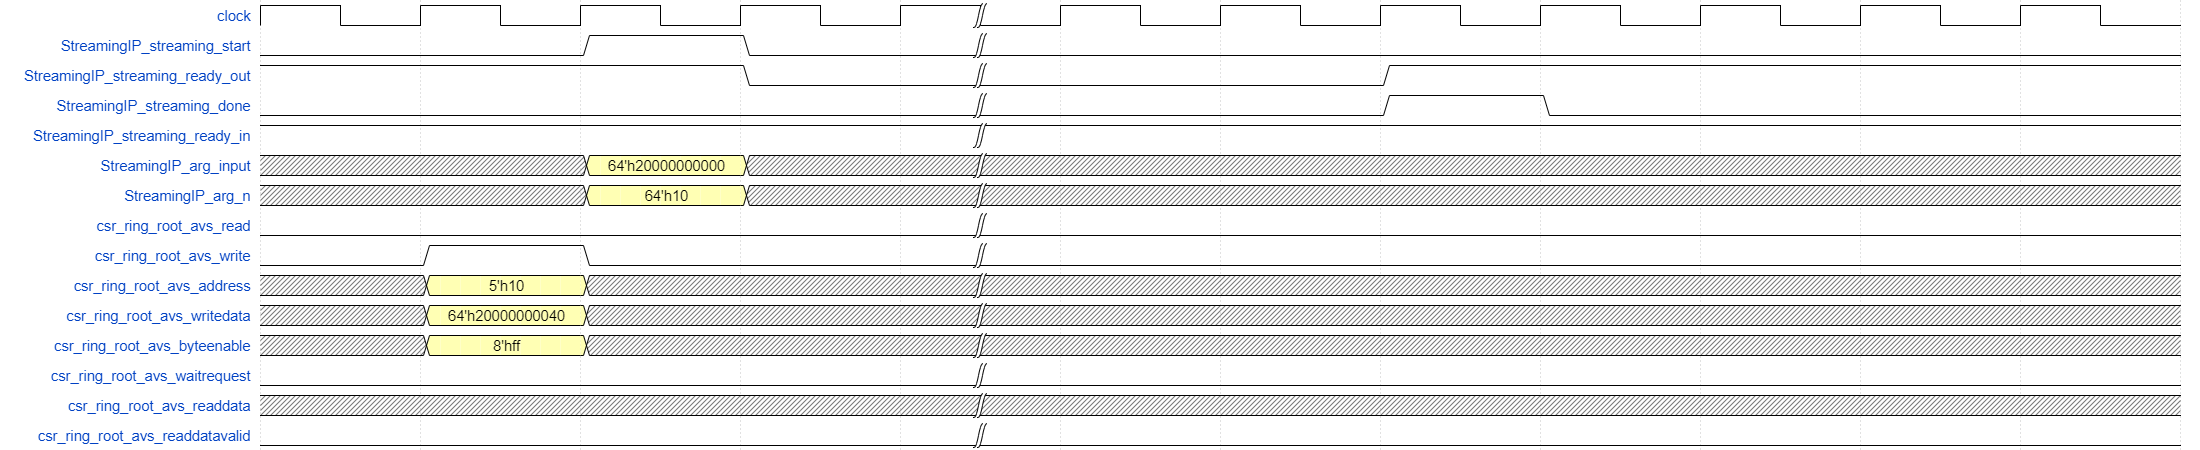 clock
StreamingIP_streaming_start
StreamingIP_streaming_ready_out
StreamingIP_streaming_done
StreamingIP_streaming_ready_in
StreamingIP_arg_input 64'h20000000000
StreamingIP_arg_n 64'h10
csr_ring_root_avs_read
csr_ring_root_avs_write
csr_ring_root_avs_address 5'h10
csr_ring_root_avs_writedata 64'h20000000040
csr_ring_root_avs_byteenable 8'hff
csr_ring_root_avs_waitrequest
csr_ring_root_avs_readdata
csr_ring_root_avs_readdatavalid